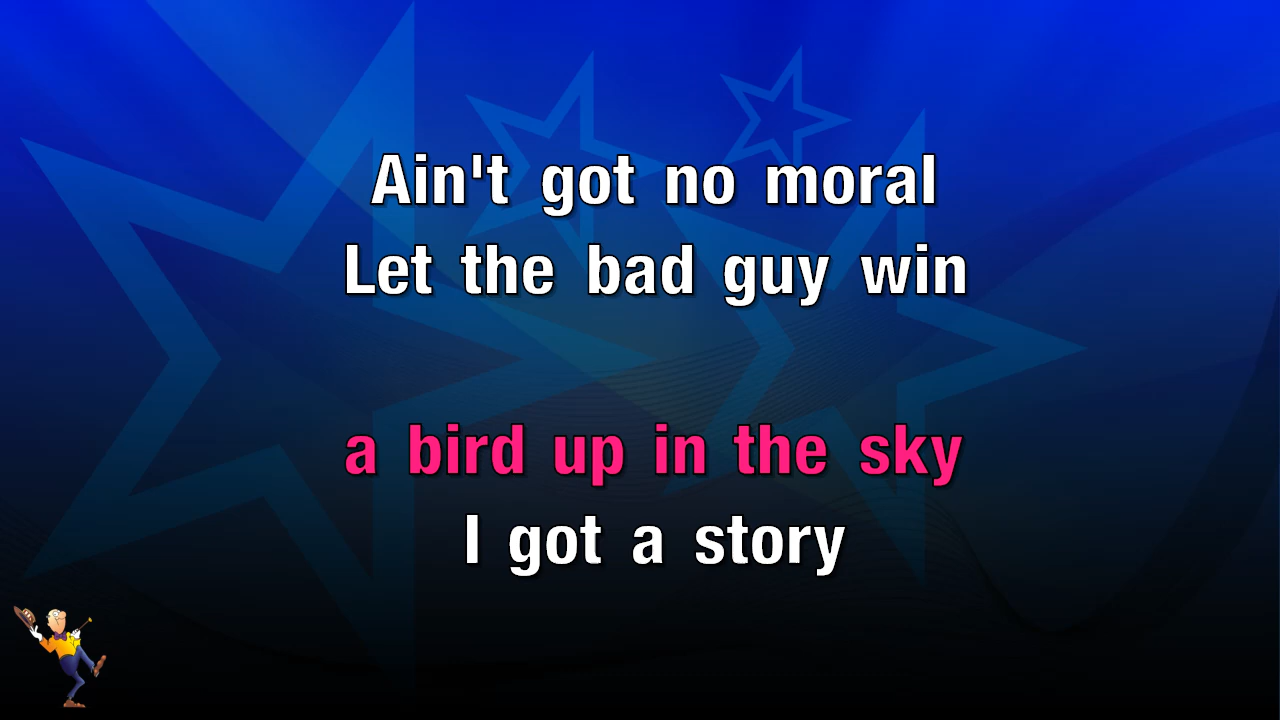 Ain't got no moral
Let the bad guy win
a bird up in the sky
I got a story